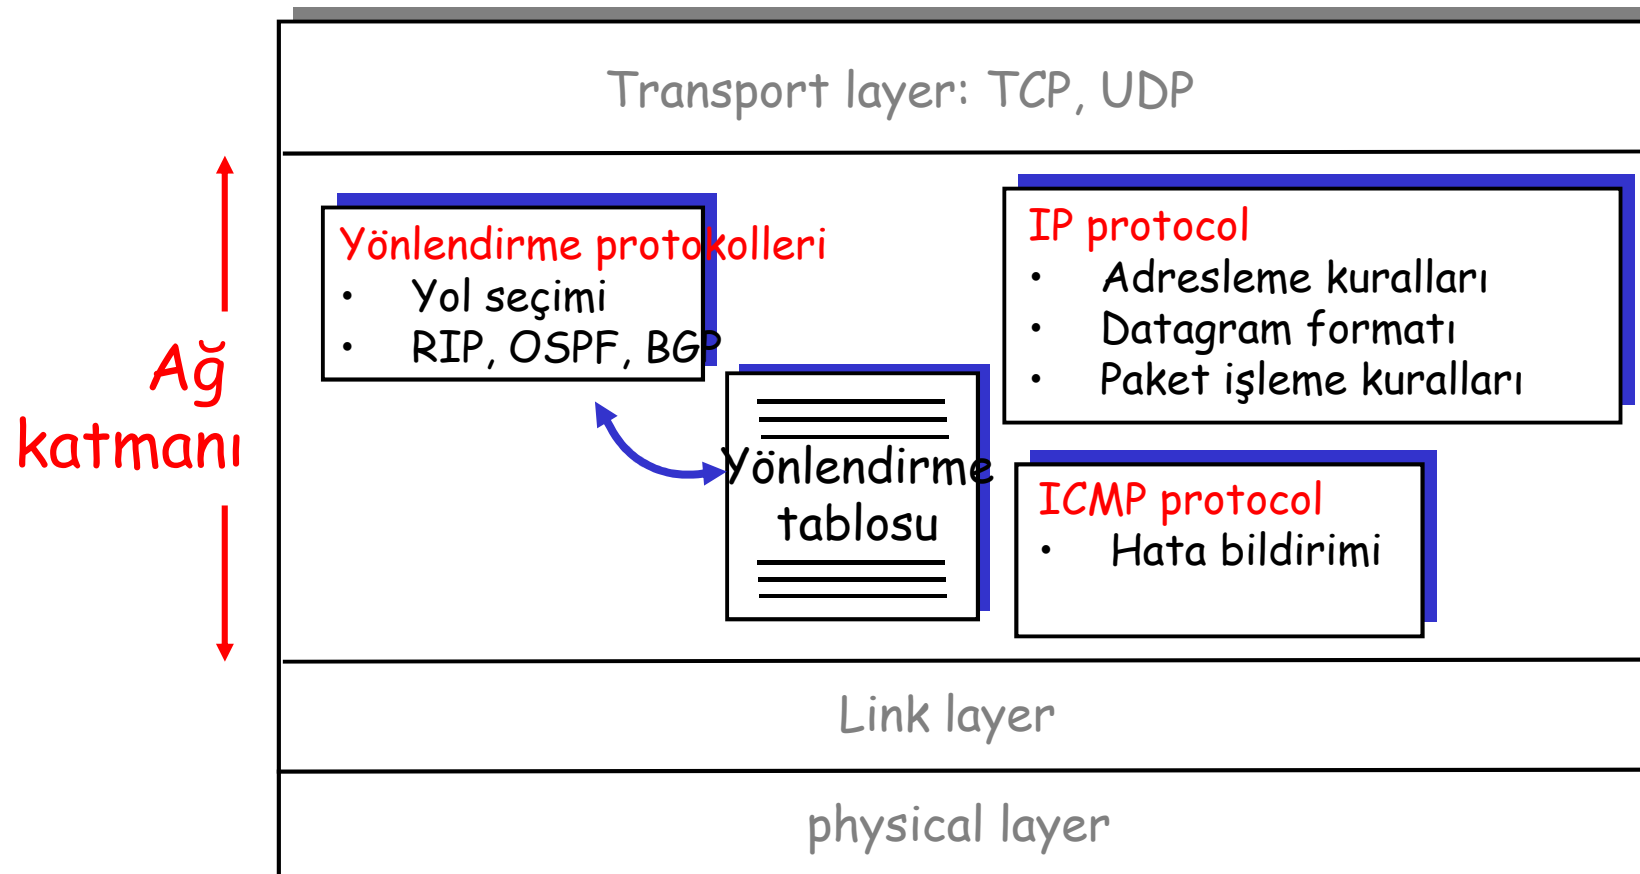 Transport layer: TCP, UDP
Ağ
katmanı
Yönlendirme protokolleri
• Yol seçimi
• RIP, OSPF, BGP
Yönlendirme
tablosu
IP protocol
• Adresleme kuralları
• Datagram formatı
• Paket işleme kuralları
ICMP protocol
• Hata bildirimi
Link layer
physical layer